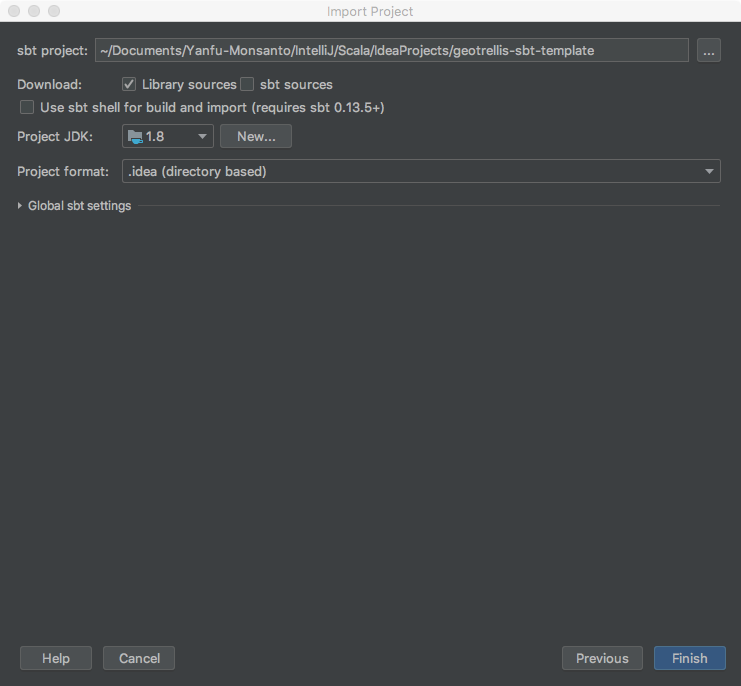 Import Project
sbt project: ~/Documents/Yanfu-Monsanto/IntelliJ/Scala/IdeaProjects/geotrellis-sbt-template ...
Download: Library sources sbt sources
Use sbt shell for build and import (requires sbt 0.13.5+)
Project JDK: 1.8 New...
Project format: .idea (directory based)
Global sbt settings
Help Cancel Previous Finish